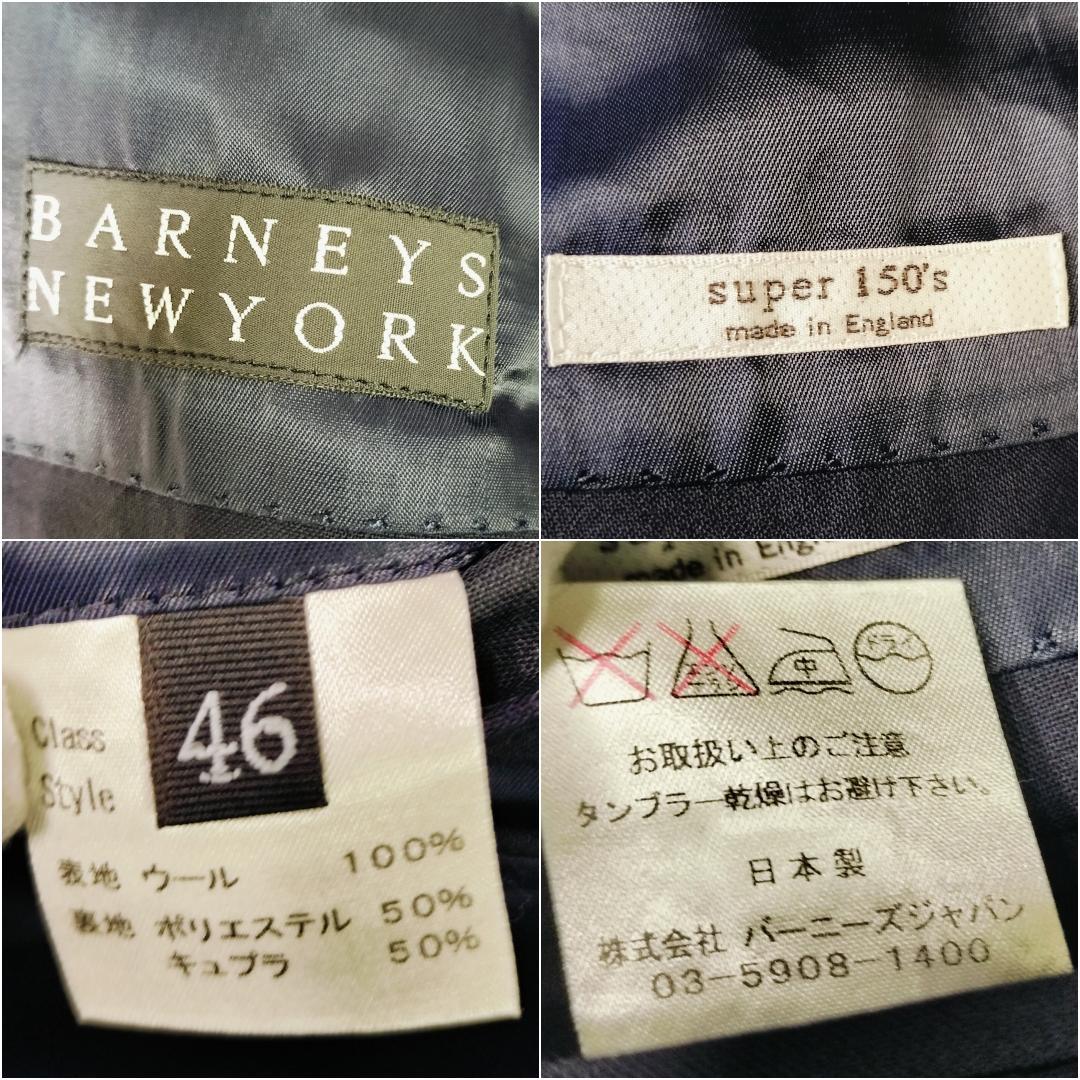 BARNEYS
NEWYORK
super 150's
made in England
46
Class
Style
表地 ウール 100%
裏地 ポリエステル 50%
キュプラ 50%
made in Eng
中
ドライ
お取扱い上のご注意
タンブラー乾燥はお避け下さい。
日本製
株式会社 バーニーズジャパン
03-5908-1400